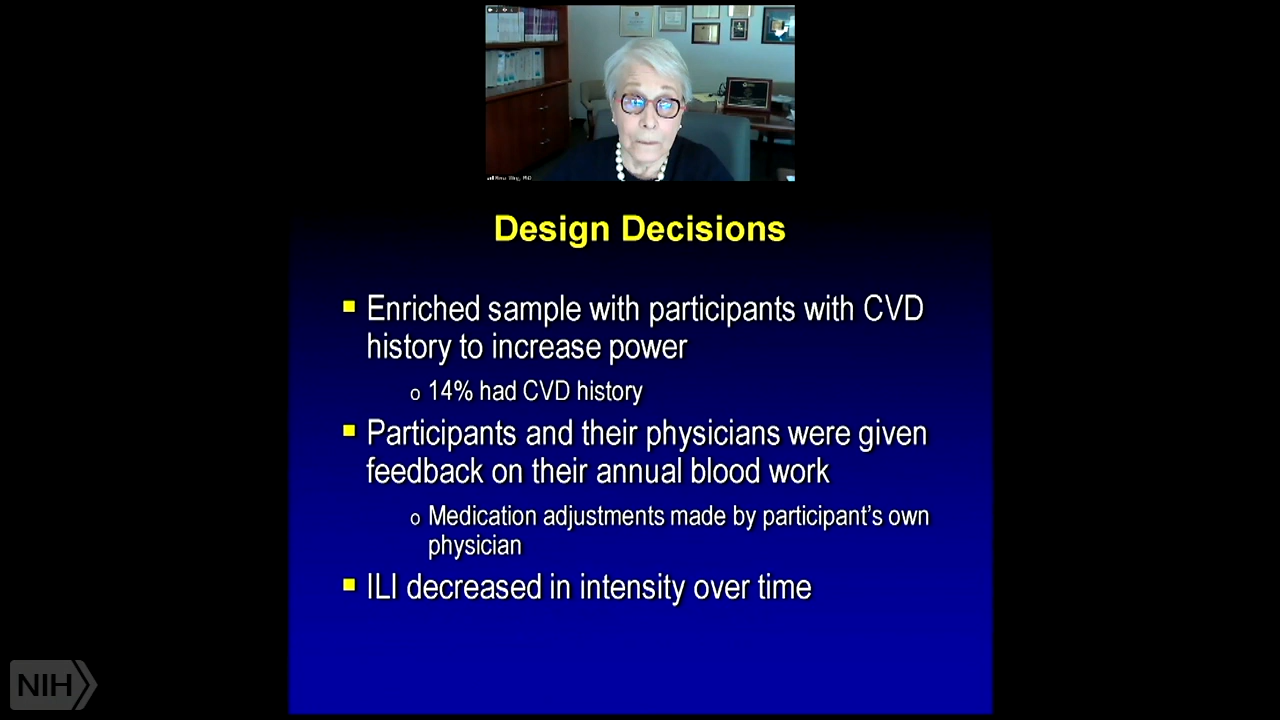 Design Decisions
Enriched sample with participants with CVD
history to increase power
o 14% had CVD history
Participants and their physicians were given
feedback on their annual blood work
o Medication adjustments made by participant's own
physician
ILI decreased in intensity over time
NIH